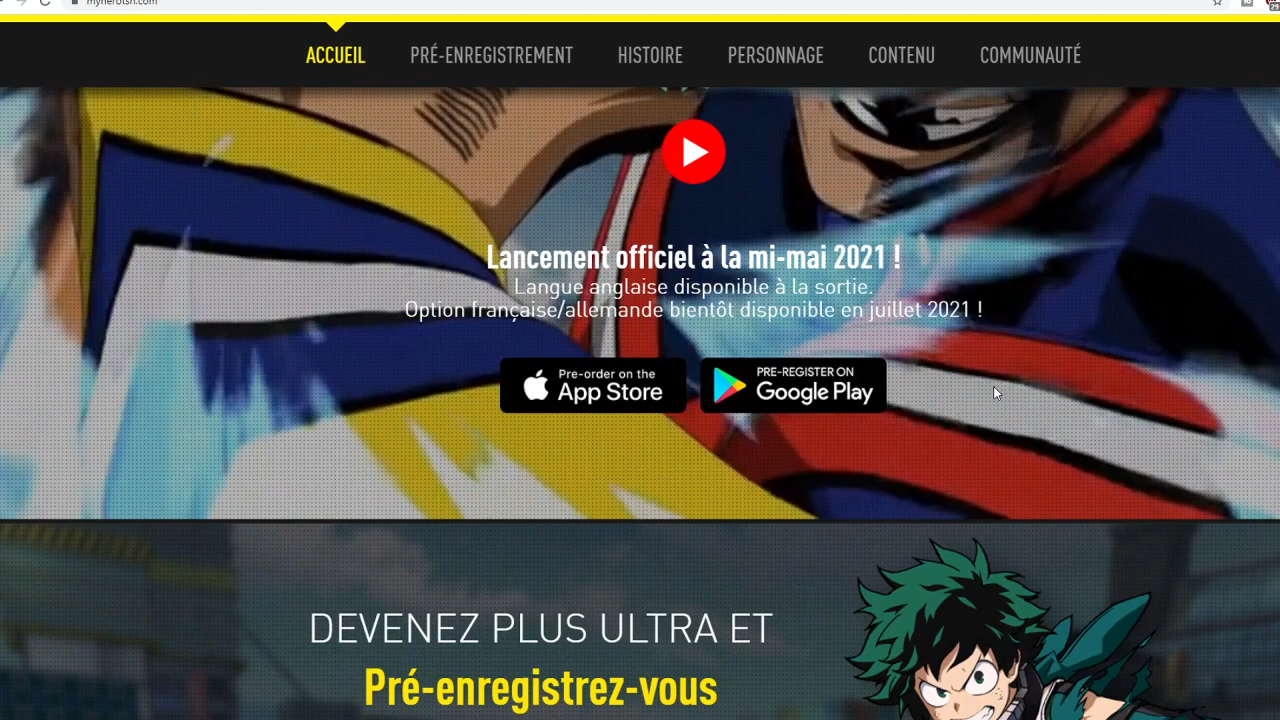 ACCUEIL PRÉ-ENREGISTREMENT HISTOIRE PERSONNAGE CONTENU COMMUNAUTÉ
Lancement officiel à la mi-mai 2021 !
Langue anglaise disponible à la sortie.
Option française/allemande bientôt disponible en juillet 2021 !
Pre-order on the
App Store
PRE-REGISTER ON
Google Play
DEVENEZ PLUS ULTRA ET
Pré-enregistrez-vous